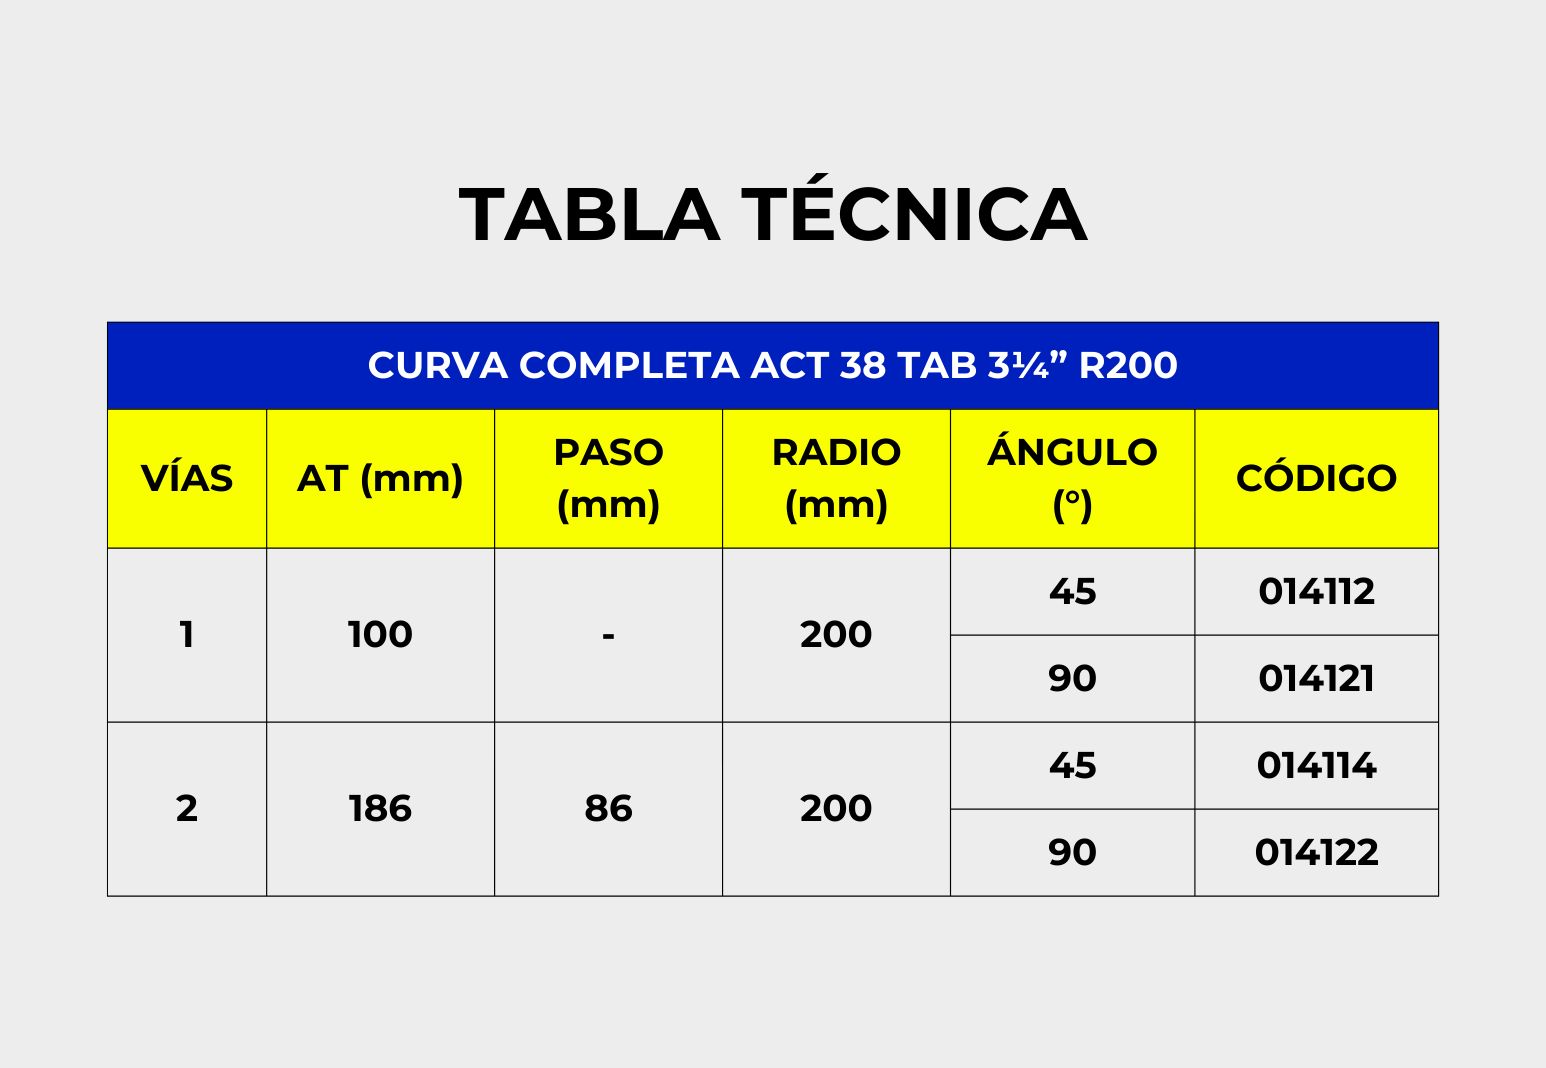 TABLA TÉCNICA
CURVA COMPLETA ACT 38 TAB 3¼” R200
VÍAS AT (mm) PASO (mm) RADIO (mm) ÁNGULO (°) CÓDIGO
1 100 - 200 45 014112
90 014121
2 186 86 200 45 014114
90 014122